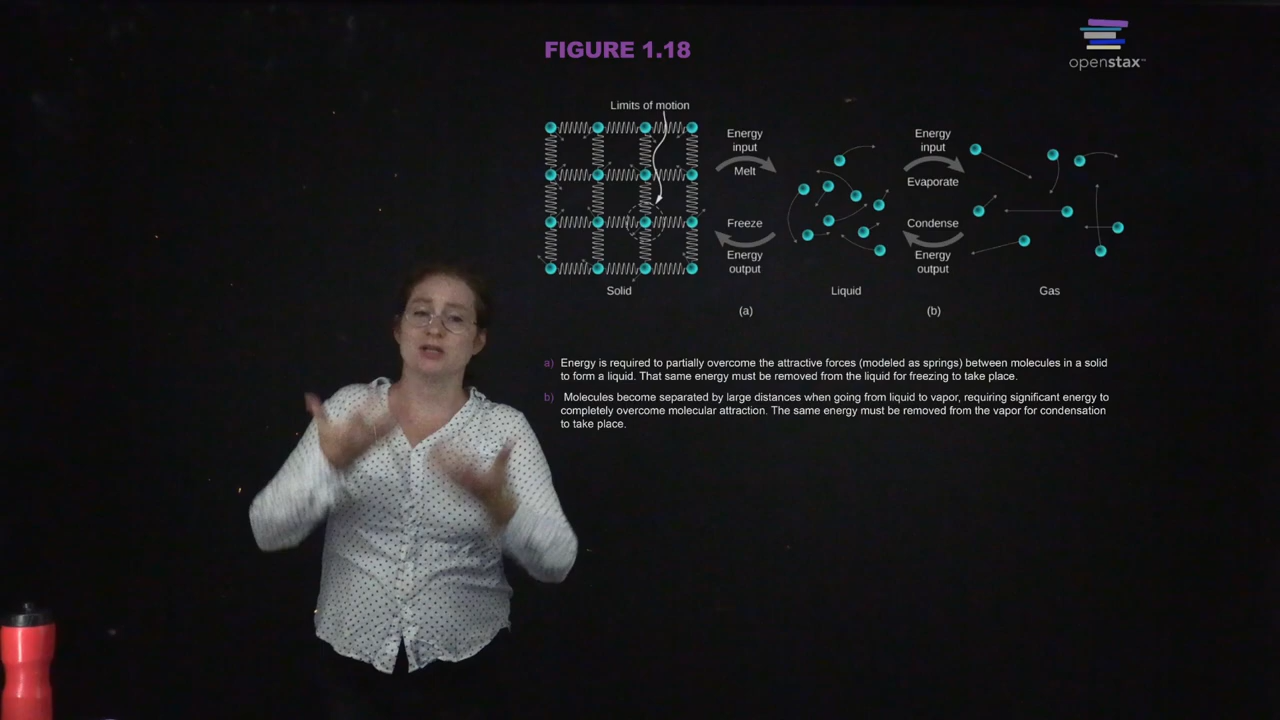 FIGURE 1.18
openstax™
Limits of motion
Energy
input
Melt
Freeze
Energy
output
Solid
(a)
Liquid
Energy
input
Evaporate
Condense
Energy
output
(b)
Gas
a) Energy is required to partially overcome the attractive forces (modeled as springs) between molecules in a solid
to form a liquid. That same energy must be removed from the liquid for freezing to take place.
b) Molecules become separated by large distances when going from liquid to vapor, requiring significant energy to
completely overcome molecular attraction. The same energy must be removed from the vapor for condensation
to take place.